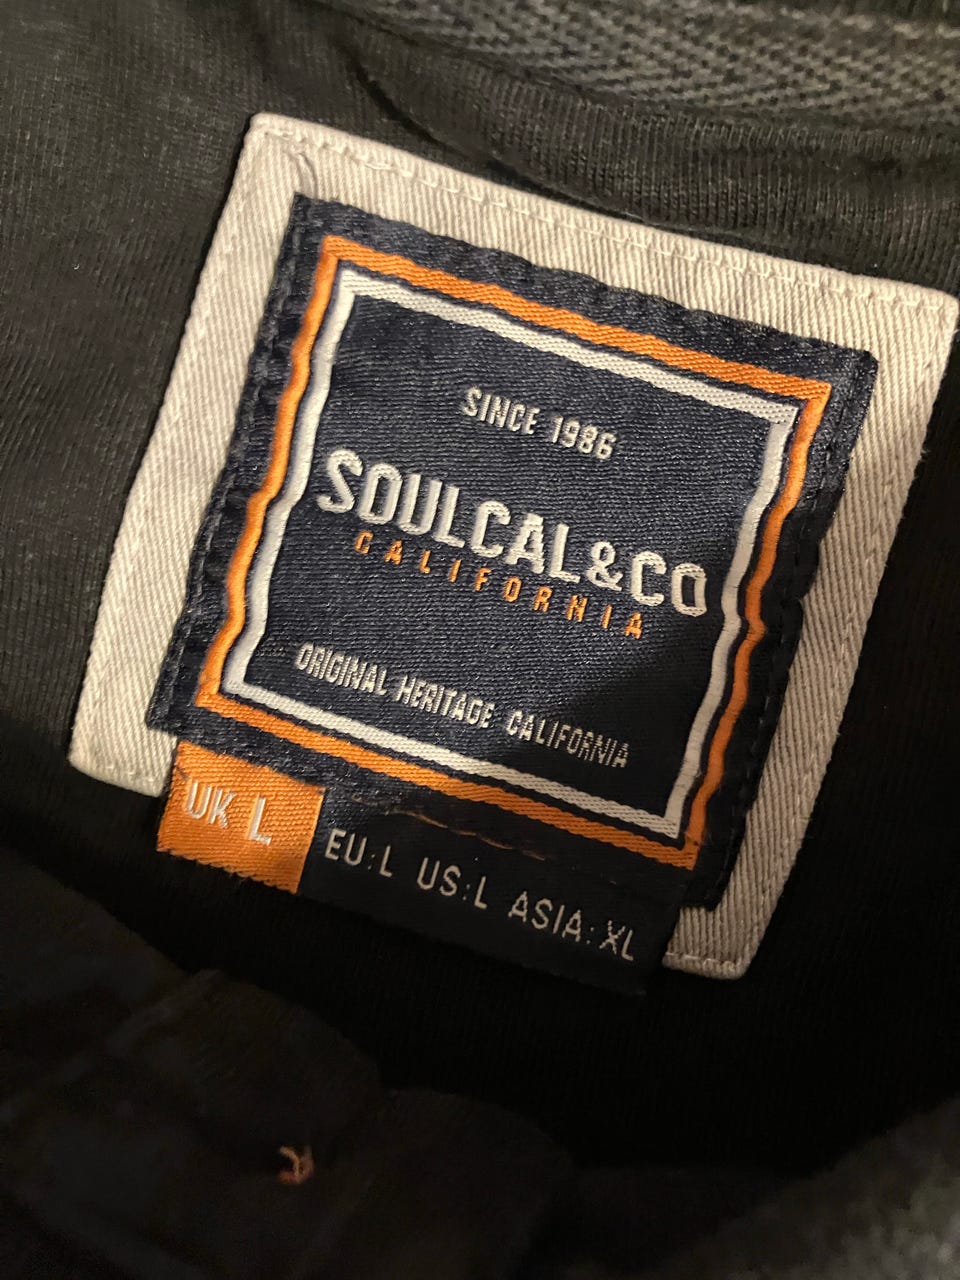 SINCE 1986
SOULCAL&CO
CALIFORNIA
ORIGINAL HERITAGE CALIFORNIA
UK L
EU:L US:L ASIA:XL